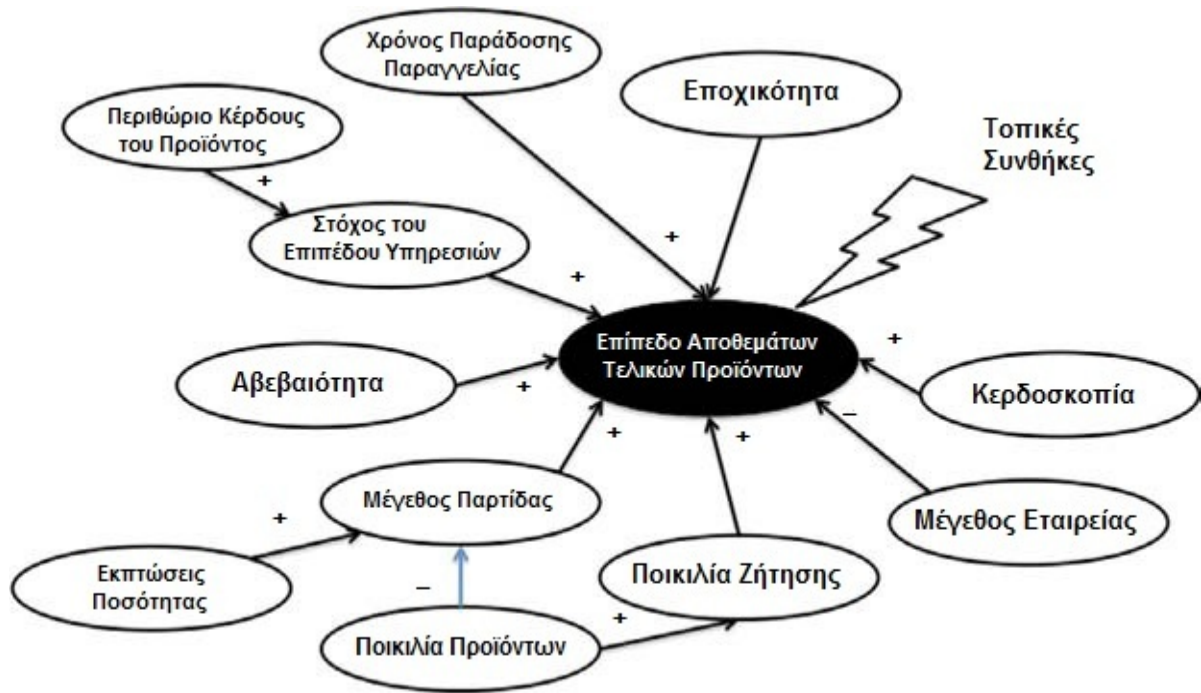 Χρόνος Παράδοσης
Παραγγελίας
Εποχικότητα
Τοπικές
Συνθήκες
Περιθώριο Κέρδους
του Προϊόντος
+
Στόχος του
Επιπέδου Υπηρεσιών
+
+
Επίπεδο Αποθεμάτων
Τελικών Προϊόντων
+
Αβεβαιότητα
+
Κερδοσκοπία
–
+
+
Μέγεθος Παρτίδας
Μέγεθος Εταιρείας
+
Εκπτώσεις
Ποσότητας
–
Ποικιλία Ζήτησης
+
Ποικιλία Προϊόντων